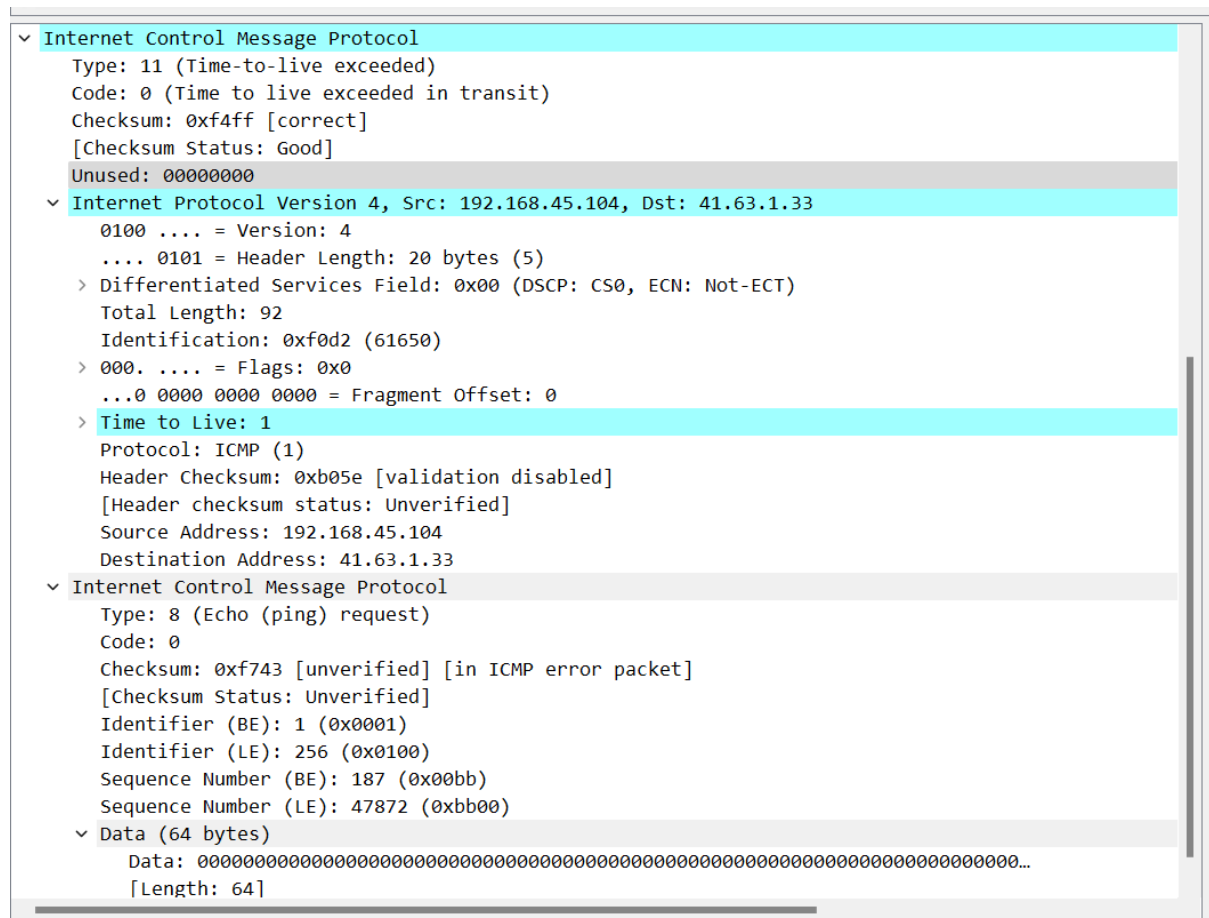 Internet Control Message Protocol
Type: 11 (Time-to-live exceeded)
Code: 0 (Time to live exceeded in transit)
Checksum: 0xf4ff [correct]
[Checksum Status: Good]
Unused: 00000000
Internet Protocol Version 4, Src: 192.168.45.104, Dst: 41.63.1.33
0100 .... = Version: 4
.... 0101 = Header Length: 20 bytes (5)
Differentiated Services Field: 0x00 (DSCP: CS0, ECN: Not-ECT)
Total Length: 92
Identification: 0xf0d2 (61650)
000. .... = Flags: 0x0
...0 0000 0000 0000 = Fragment Offset: 0
Time to Live: 1
Protocol: ICMP (1)
Header Checksum: 0xb05e [validation disabled]
[Header checksum status: Unverified]
Source Address: 192.168.45.104
Destination Address: 41.63.1.33
Internet Control Message Protocol
Type: 8 (Echo (ping) request)
Code: 0
Checksum: 0xf743 [unverified] [in ICMP error packet]
[Checksum Status: Unverified]
Identifier (BE): 1 (0x0001)
Identifier (LE): 256 (0x0100)
Sequence Number (BE): 187 (0x00bb)
Sequence Number (LE): 47872 (0xbb00)
Data (64 bytes)
Data: 000000000000000000000000000000000000000000000000000000000000…
[Length: 64]